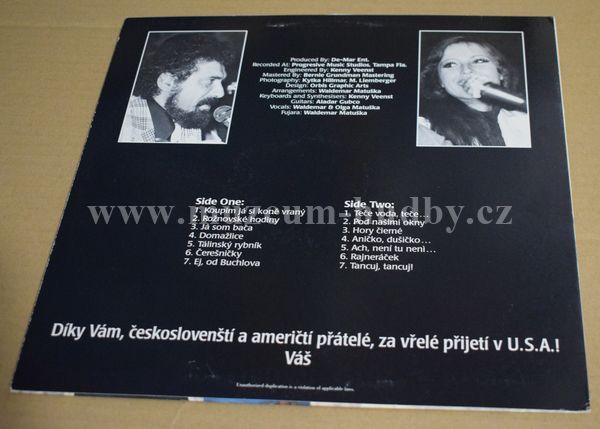 Produced By: De-Mar Ent.
Recorded At: Progresive Music Studios, Tampa Fla.
Engineered By: Kenny Veenst
Mastered By: Bernie Grundman Mastering
Photography: Kytka Hillmar, M. Liemberger
Design: Orbis Graphic Arts
Arrangements: Waldemar Matuška
Keyboards and Synthesisers: Kenny Veenst
Guitars: Aladar Gubco
Vocals: Waldemar & Olga Matuška
Fujara: Waldemar Matuška
Side One:
1. Koupím já si koně vraný
2. Rožnovské hodiny
3. Já som bača
4. Domažlice
5. Tálinský rybník
6. Čerešničky
7. Ej, od Buchlova
Side Two:
1. Teče voda, teče...
2. Pod našimi okny
3. Hory čierné
4. Aničko, dušičko...
5. Ach, není tu neni...
6. Rajneráček
7. Tancuj, tancuj!
www.muzeum-hudby.cz
Díky Vám, českoslovenští a američtí přátelé, za vřelé přijetí v U.S.A.!
Váš
Unauthorized duplication is a violation of applicable laws.